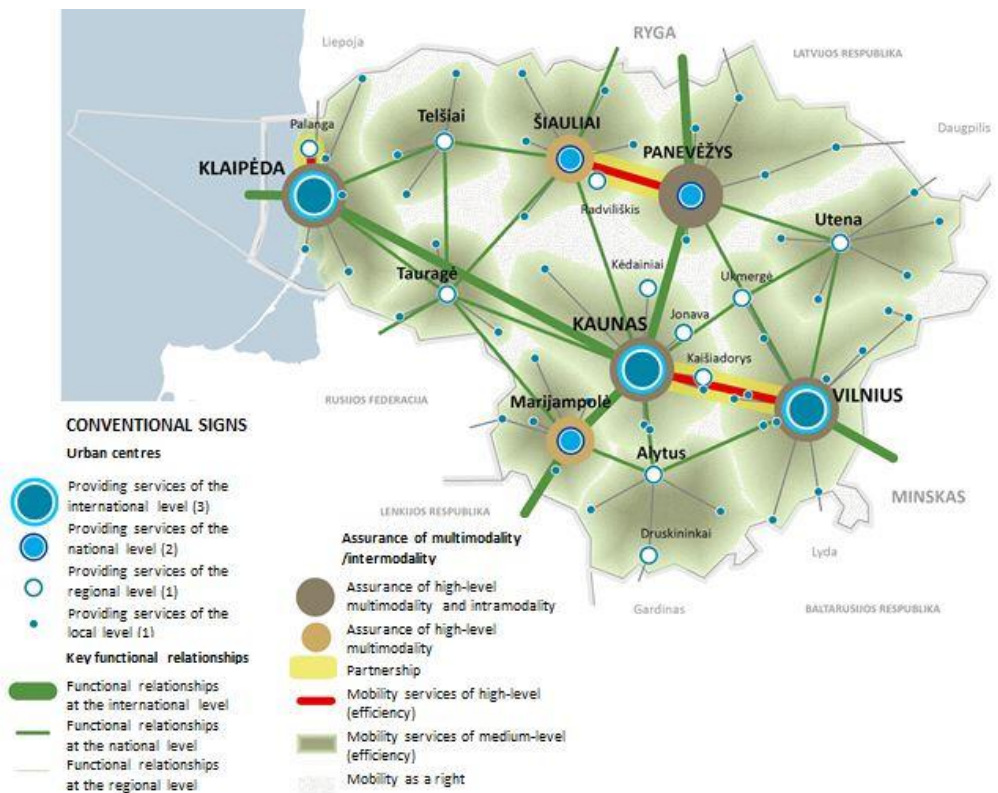 RYGA
Liepoja
LATVIJOS RESPUBLIKA
Palanga
Telšiai
ŠIAULIAI
Daugpilis
KLAIPĖDA
PANEVĖŽYS
Radviliškis
Utena
Tauragė
Kėdainiai
Ukmergė
KAUNAS
Jonava
Kaišiadorys
RUSIJOS FEDERACIJA
Marijampolė
VILNIUS
Alytus
MINSKAS
LENKIJOS RESPUBLIKA
Druskininkai
Lyda
Gardinas
BALTARUSIJOS RESPUBLIKA
CONVENTIONAL SIGNS
Urban centres
Providing services of the
international level (3)
Providing services of the
national level (2)
Providing services of the
regional level (1)
Providing services of the
local level (1)
Key functional relationships
Functional relationships
at the international level
Functional relationships
at the national level
Functional relationships
at the regional level
Assurance of multimodality
/intermodality
Assurance of high-level
multimodality and intramodality
Assurance of high-level
multimodality
Partnership
Mobility services of high-level
(efficiency)
Mobility services of medium-level
(efficiency)
Mobility as a right